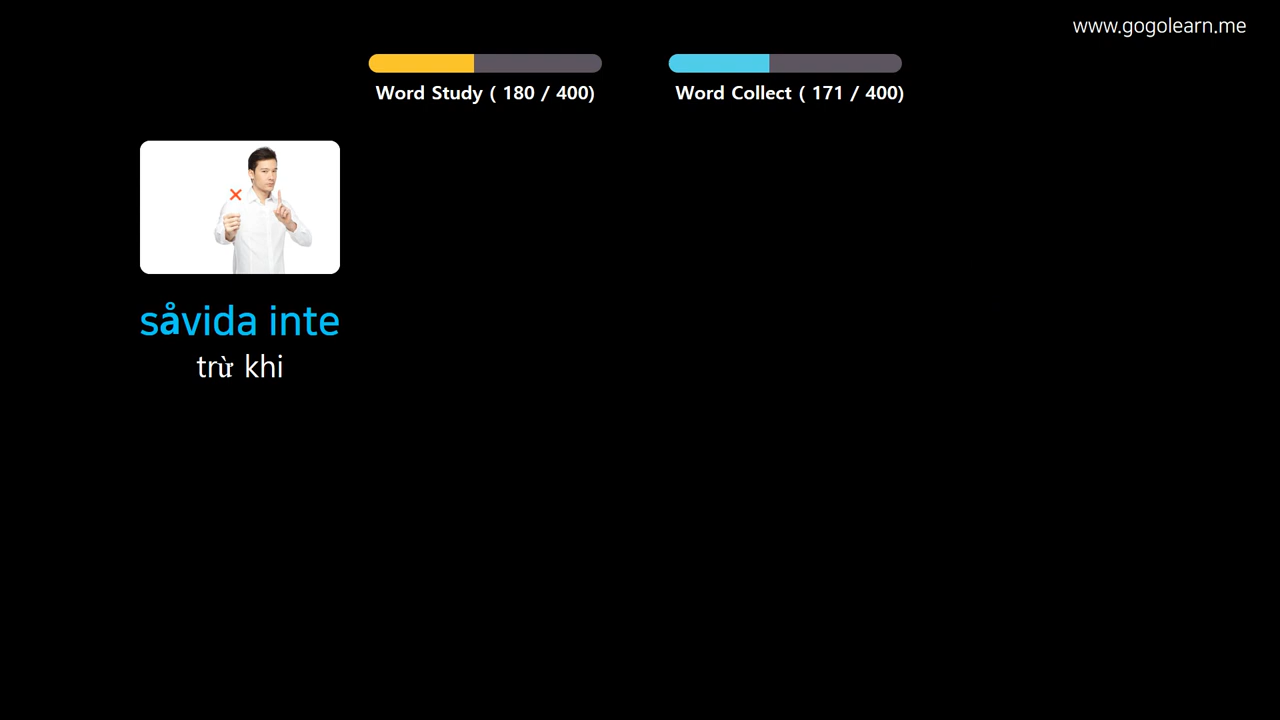 www.gogolearn.me
Word Study ( 180 / 400)
Word Collect ( 171 / 400)
såvida inte
trừ khi